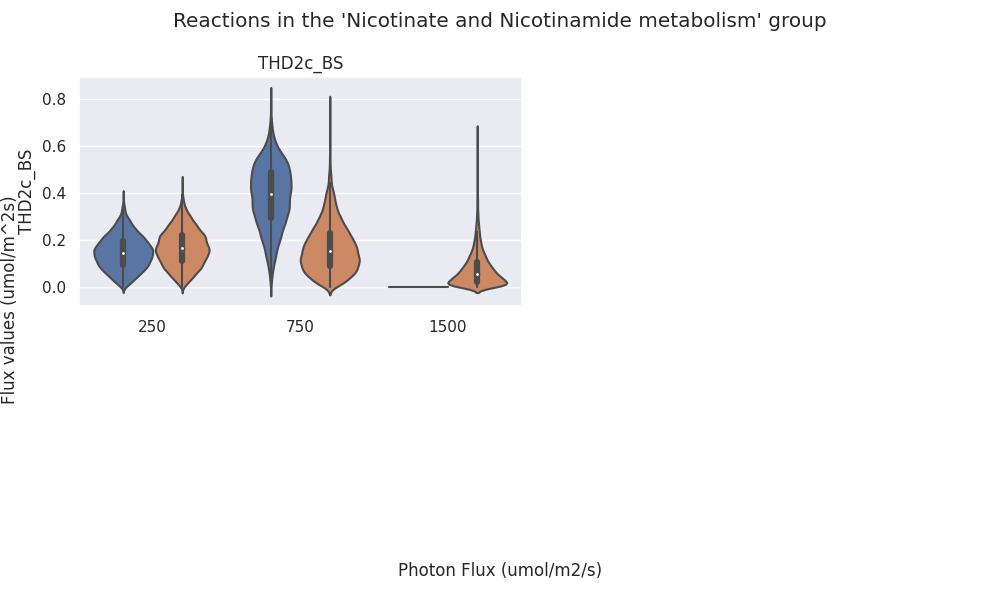 Reactions in the 'Nicotinate and Nicotinamide metabolism' group
THD2c_BS
0.8
0.6
0.4
0.2
0.0
THD2c_BS
Flux values (umol/m^2s)
250
750
1500
Photon Flux (umol/m2/s)